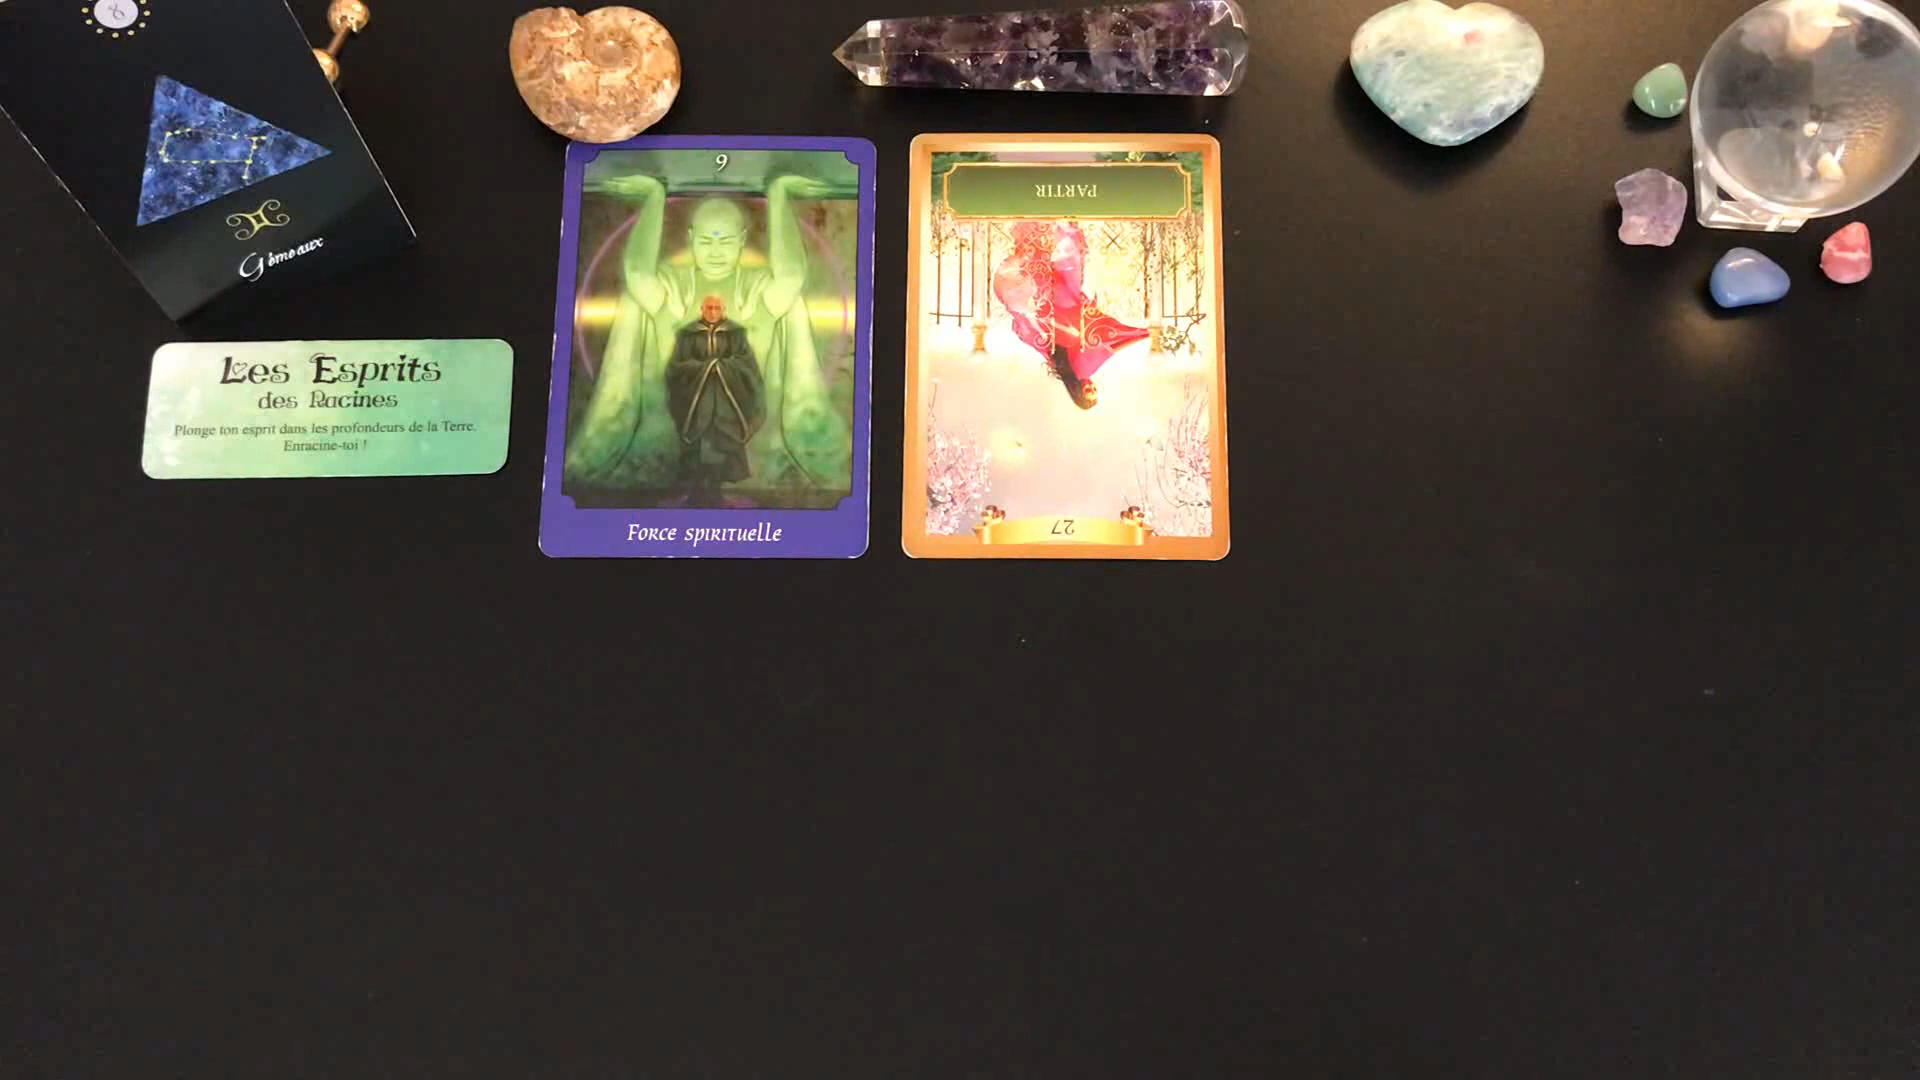 Gémeaux
Les Esprits
des Racines
Plonge ton esprit dans les profondeurs de la Terre.
Enracine-toi !
9
Force spirituelle
PARTIR
27